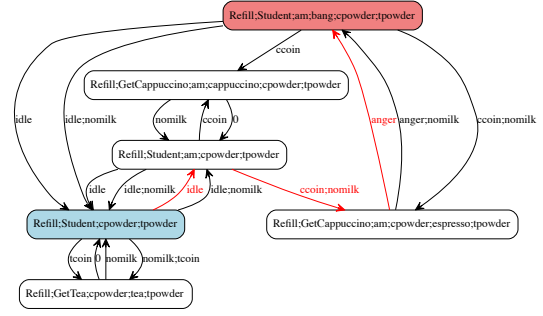 Refill;Student;am;bang;cpowder;tpowder
ccoin
Refill;GetCappuccino;am;cappuccino;cpowder;tpowder
idle
idle;nomilk
nomilk
ccoin
0
anger
anger;nomilk
ccoin;nomilk
Refill;Student;am;cpowder;tpowder
idle
idle;nomilk
idle
idle;nomilk
ccoin;nomilk
Refill;Student;cpowder;tpowder
Refill;GetCappuccino;am;cpowder;espresso;tpowder
tcoin
0
nomilk
nomilk;tcoin
Refill;GetTea;cpowder;tea;tpowder